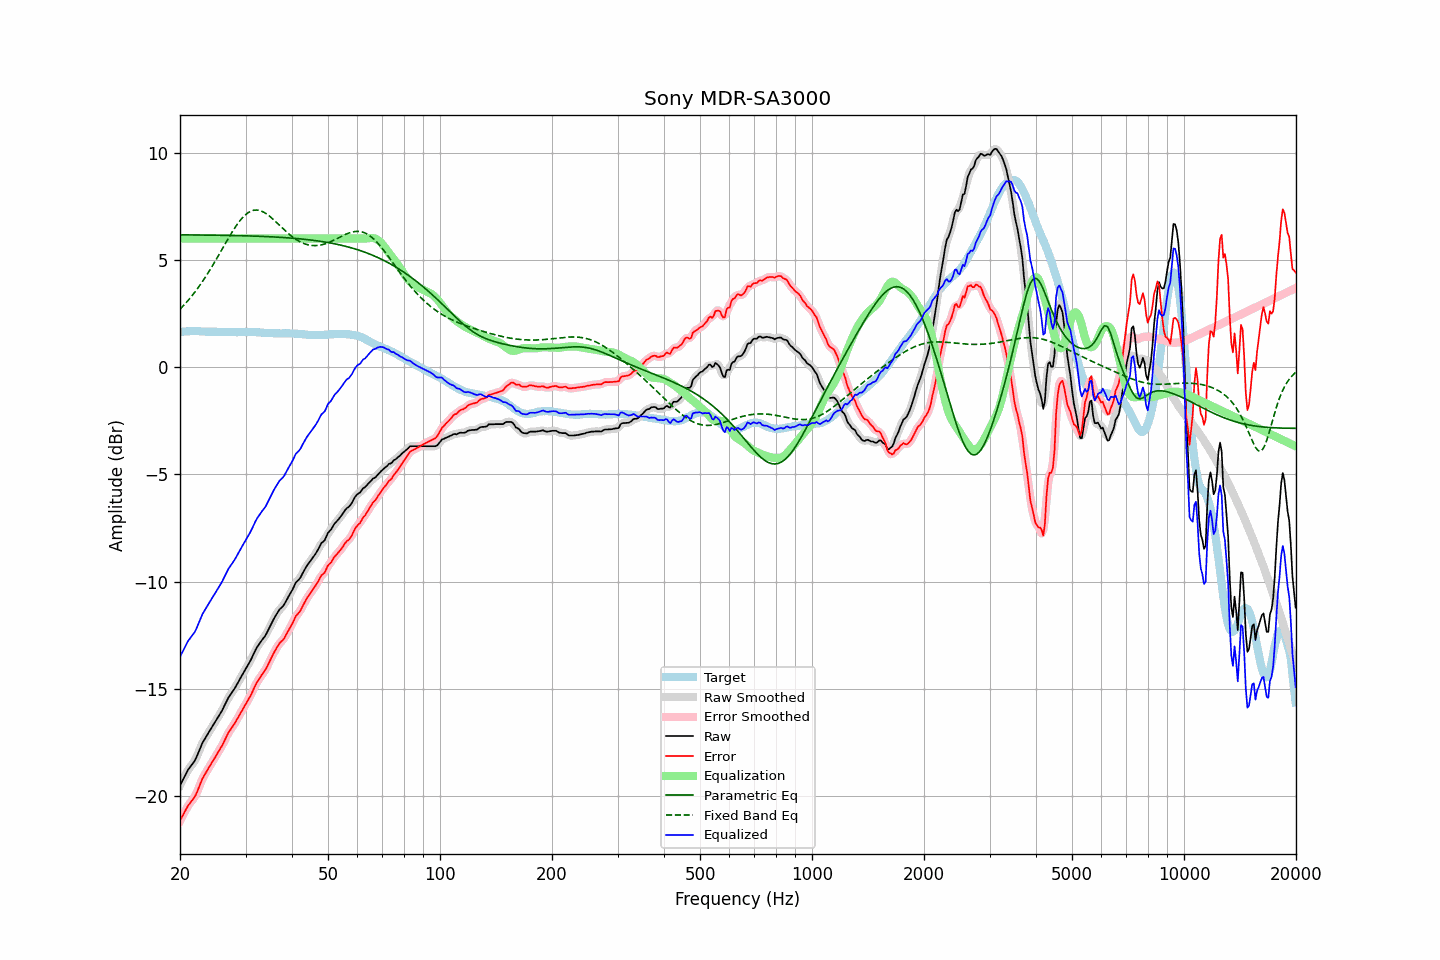 Sony MDR-SA3000
Amplitude (dBr)
10
5
0
−5
−10
−15
−20
Target
Raw Smoothed
Error Smoothed
Raw
Error
Equalization
Parametric Eq
Fixed Band Eq
Equalized
20 50 100 200 500 1000 2000 5000 10000 20000
Frequency (Hz)